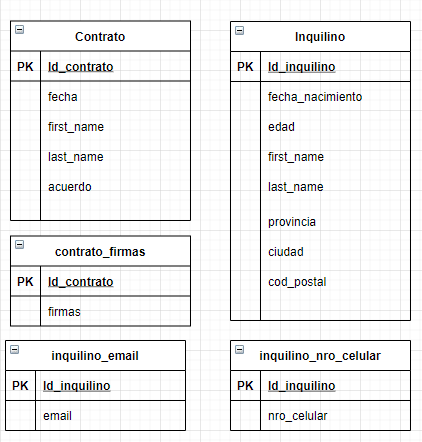 Contrato
PK Id_contrato
fecha
first_name
last_name
acuerdo
Inquilino
PK Id_inquilino
fecha_nacimiento
edad
first_name
last_name
provincia
ciudad
cod_postal
contrato_firmas
PK Id_contrato
firmas
inquilino_email
PK Id_inquilino
email
inquilino_nro_celular
PK Id_inquilino
nro_celular